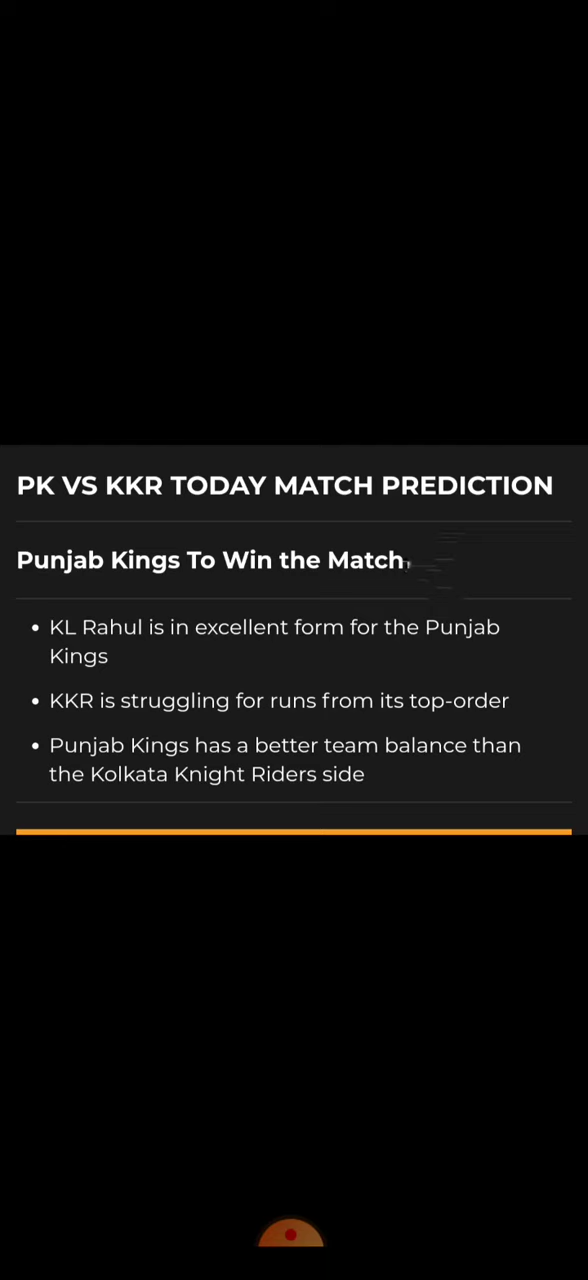 PK VS KKR TODAY MATCH PREDICTION
Punjab Kings To Win the Match
• KL Rahul is in excellent form for the Punjab
Kings
• KKR is struggling for runs from its top-order
• Punjab Kings has a better team balance than
the Kolkata Knight Riders side